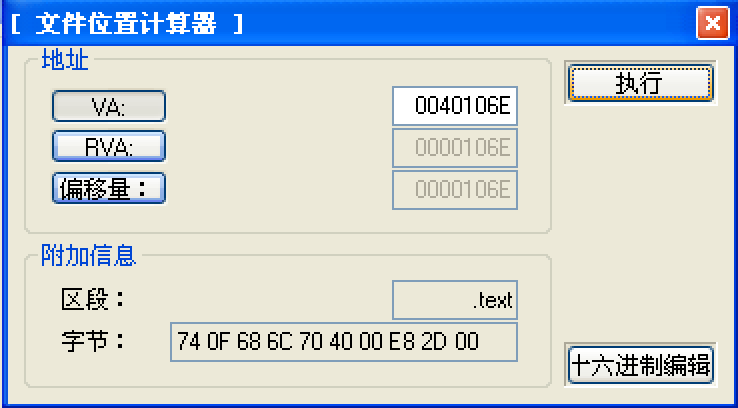 [ 文件位置计算器 ]
地址
执行
VA: 0040106E
RVA: 0000106E
偏移量： 0000106E
附加信息
区段： .text
字节： 74 0F 68 6C 70 40 00 E8 2D 00
十六进制编辑